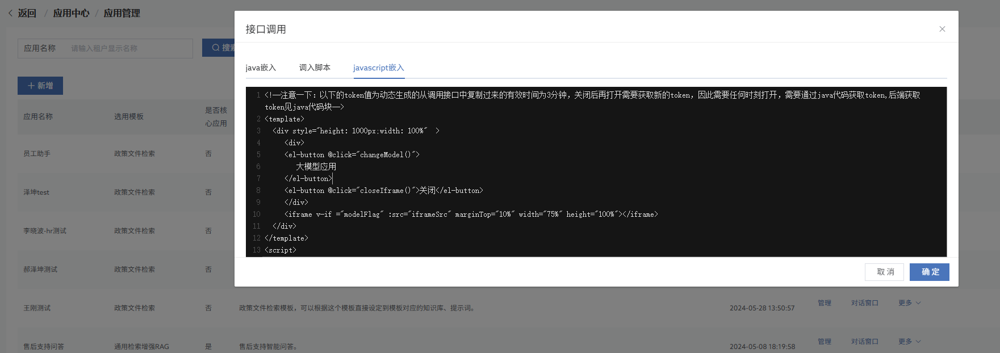 返回 / 应用中心 / 应用管理
应用名称 请输入租户显示名称
新增
应用名称 选用模板 是否核心应用
员工助手 政策文件检索 否
泽坤test 政策文件检索 否
李晓波-hr测试 政策文件检索 否
郝泽坤测试 政策文件检索 否
王刚测试 政策文件检索 否 政策文件检索模板，可以根据这个模板直接设定到模板对应的知识库、提示词。 2024-05-28 13:50:57 管理 对话窗口 更多
售后支持问答 通用检索增强RAG 是 售后支持智能问答。 2024-05-08 18:19:58 管理 对话窗口 更多
接口调用
java嵌入 调入脚本 javascript嵌入
1 <!--注意一下：以下的token值为动态生成的从调用接口中复制过来的有效时间为3分钟，关闭后再打开需要获取新的token，因此需要任何时刻打开，需要通过java代码获取token,后端获取
token见java代码块-->
2 <template>
3 <div style="height: 1000px;width: 100%" >
4 <div>
5 <el-button @click="changeModel()">
6 大模型应用
7 </el-button>
8 <el-button @click="closeIframe()">关闭</el-button>
9 </div>
10 <iframe v-if ="modelFlag" :src="iframeSrc" marginTop="10%" width="75%" height="100%"></iframe>
11 </div>
12 </template>
13 <script>
取消 确定